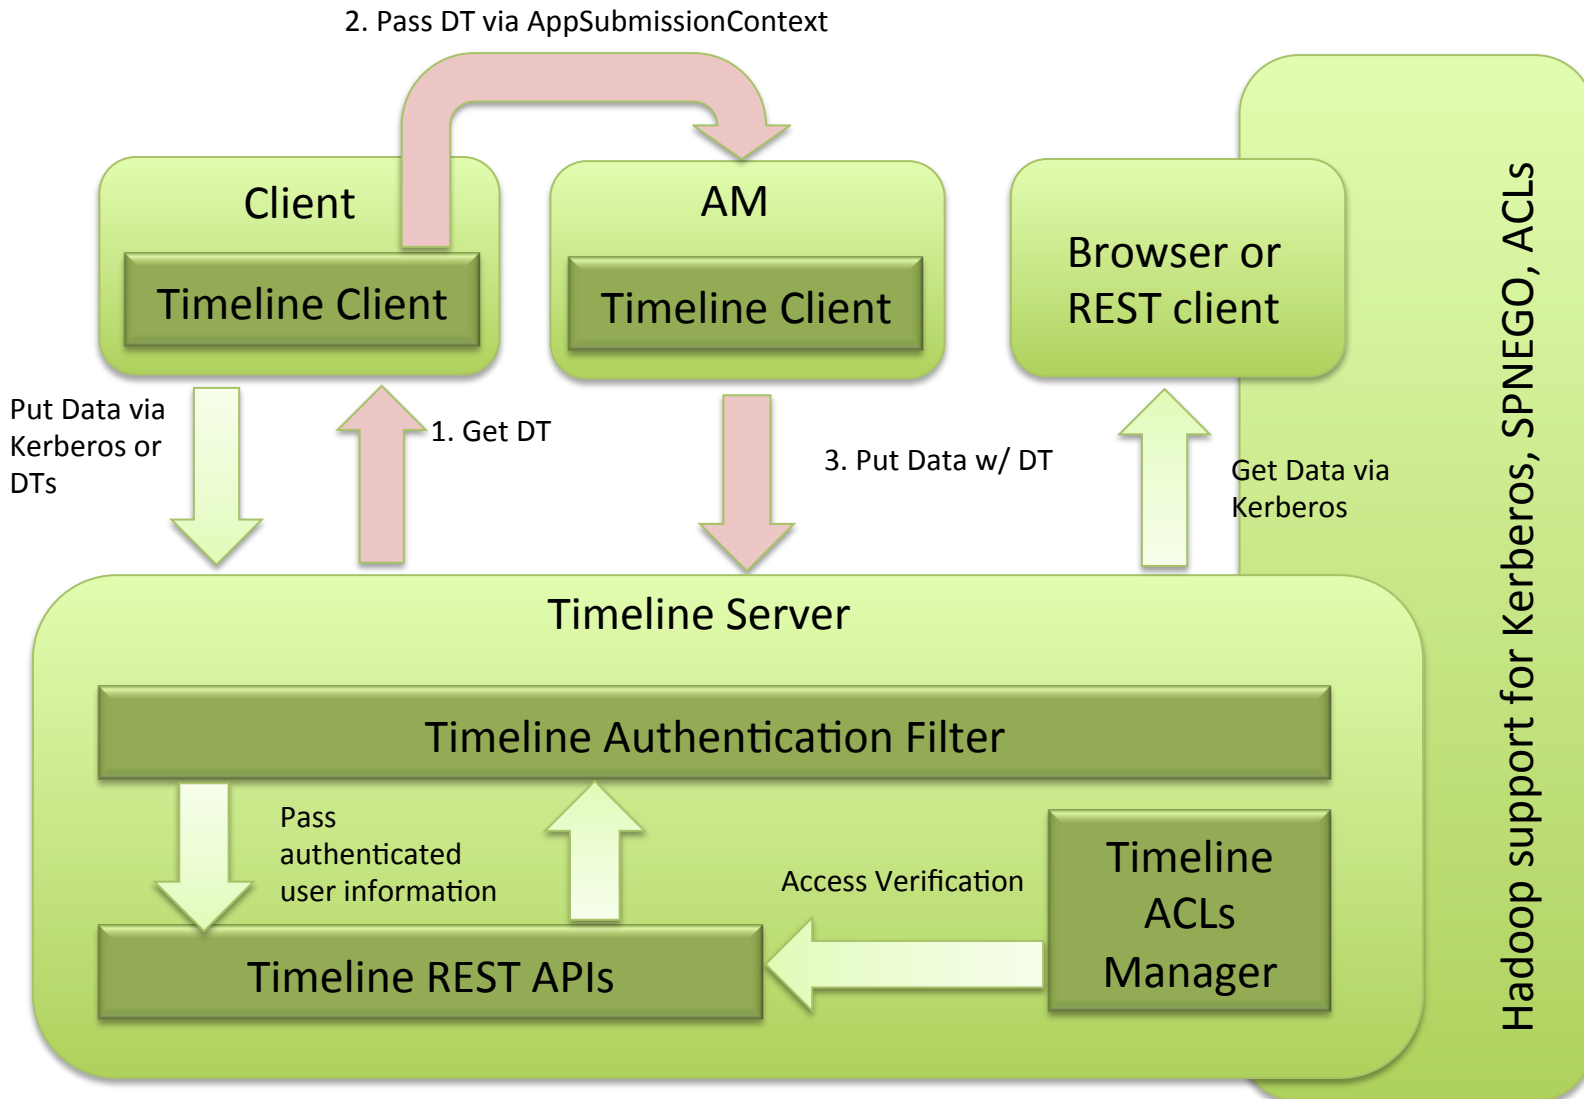 2. Pass DT via AppSubmissionContext
Client
Timeline Client
AM
Timeline Client
Browser or
REST client
Put Data via
Kerberos or
DTs
1. Get DT
3. Put Data w/ DT
Get Data via
Kerberos
Hadoop support for Kerberos, SPNEGO, ACLs
Timeline Server
Timeline Authentication Filter
Pass
authenticated
user information
Access Verification
Timeline
ACLs
Manager
Timeline REST APIs